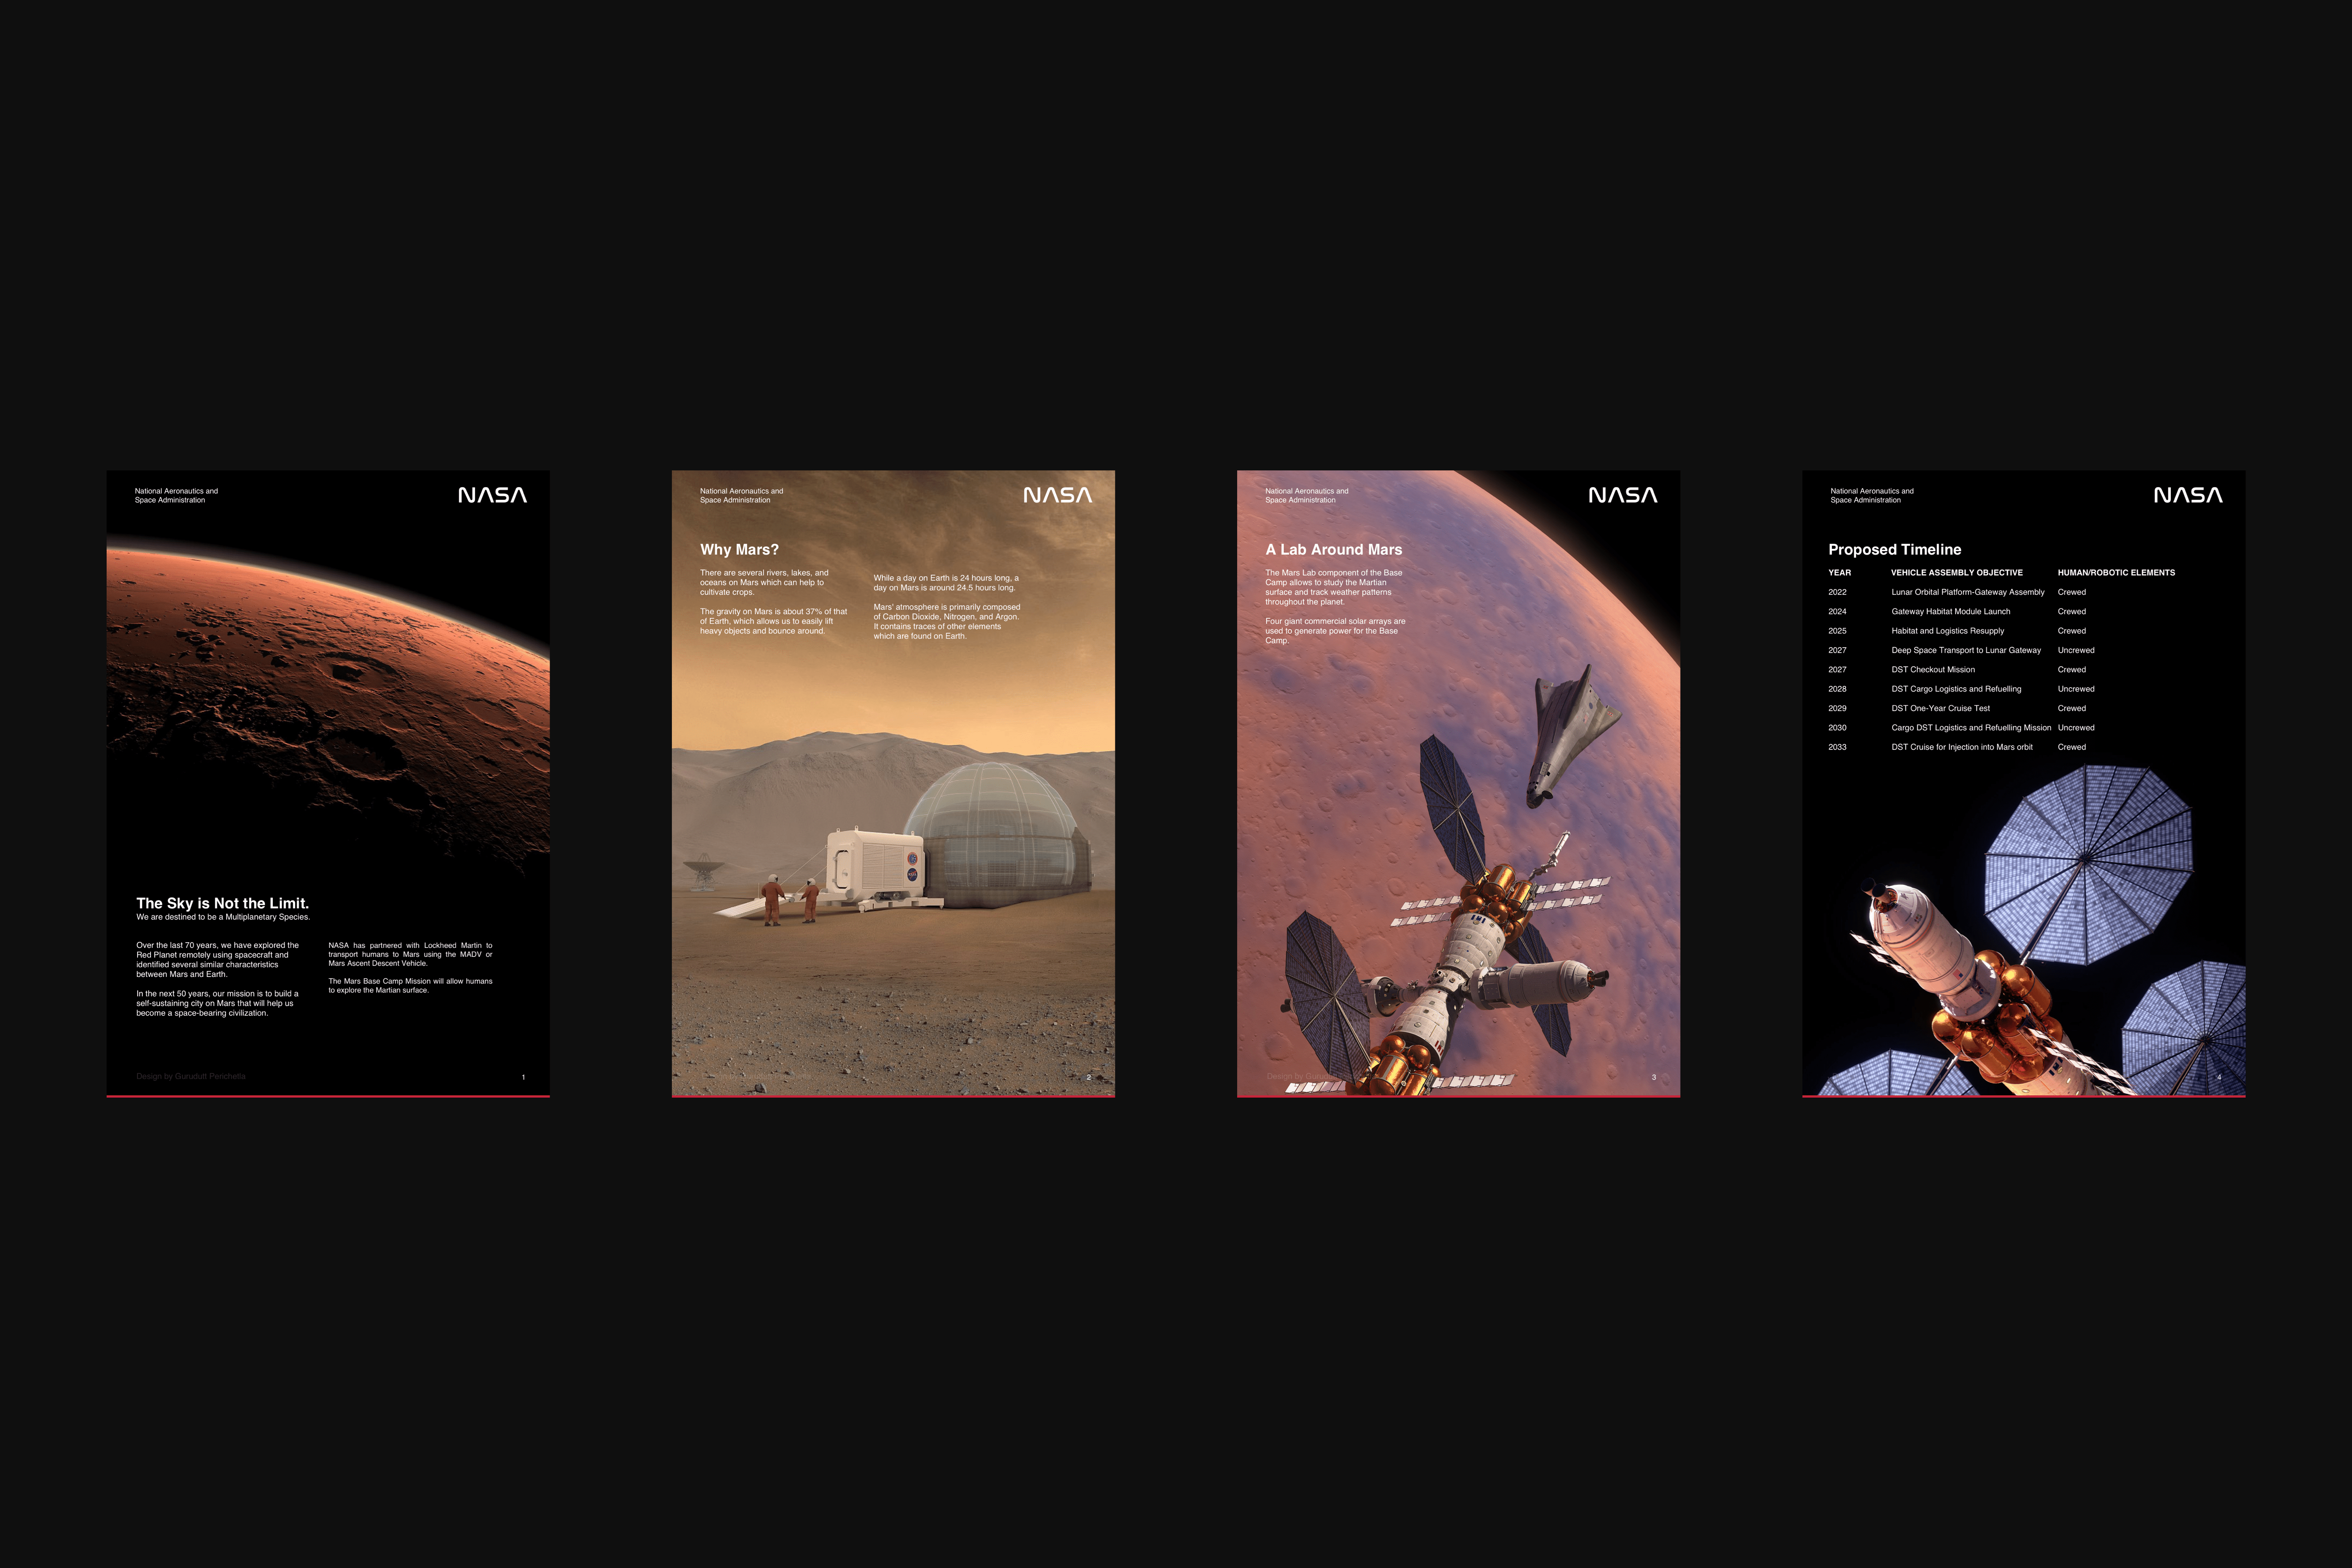 National Aeronautics and
Space Administration
NASA
The Sky is Not the Limit.
We are destined to be a Multiplanetary Species.
Over the last 70 years, we have explored the
Red Planet remotely using spacecraft and
identified several similar characteristics
between Mars and Earth.
In the next 50 years, our mission is to build a
self-sustaining city on Mars that will help us
become a space-bearing civilization.
NASA has partnered with Lockheed Martin to
transport humans to Mars using the MADV or
Mars Ascent Descent Vehicle.
The Mars Base Camp Mission will allow humans
to explore the Martian surface.
Design by Gurudutt Perichetla
1
National Aeronautics and
Space Administration
NASA
Why Mars?
There are several rivers, lakes, and
oceans on Mars which can help to
cultivate crops.
The gravity on Mars is about 37% of that
of Earth, which allows us to easily lift
heavy objects and bounce around.
While a day on Earth is 24 hours long, a
day on Mars is around 24.5 hours long.
Mars' atmosphere is primarily composed
of Carbon Dioxide, Nitrogen, and Argon.
It contains traces of other elements
which are found on Earth.
2
National Aeronautics and
Space Administration
NASA
A Lab Around Mars
The Mars Lab component of the Base
Camp allows to study the Martian
surface and track weather patterns
throughout the planet.
Four giant commercial solar arrays are
used to generate power for the Base
Camp.
Design by
3
National Aeronautics and
Space Administration
NASA
Proposed Timeline
YEAR VEHICLE ASSEMBLY OBJECTIVE HUMAN/ROBOTIC ELEMENTS
2022 Lunar Orbital Platform-Gateway Assembly Crewed
2024 Gateway Habitat Module Launch Crewed
2025 Habitat and Logistics Resupply Crewed
2027 Deep Space Transport to Lunar Gateway Uncrewed
2027 DST Checkout Mission Crewed
2028 DST Cargo Logistics and Refuelling Uncrewed
2029 DST One-Year Cruise Test Crewed
2030 Cargo DST Logistics and Refuelling Mission Uncrewed
2033 DST Cruise for Injection into Mars orbit Crewed
4